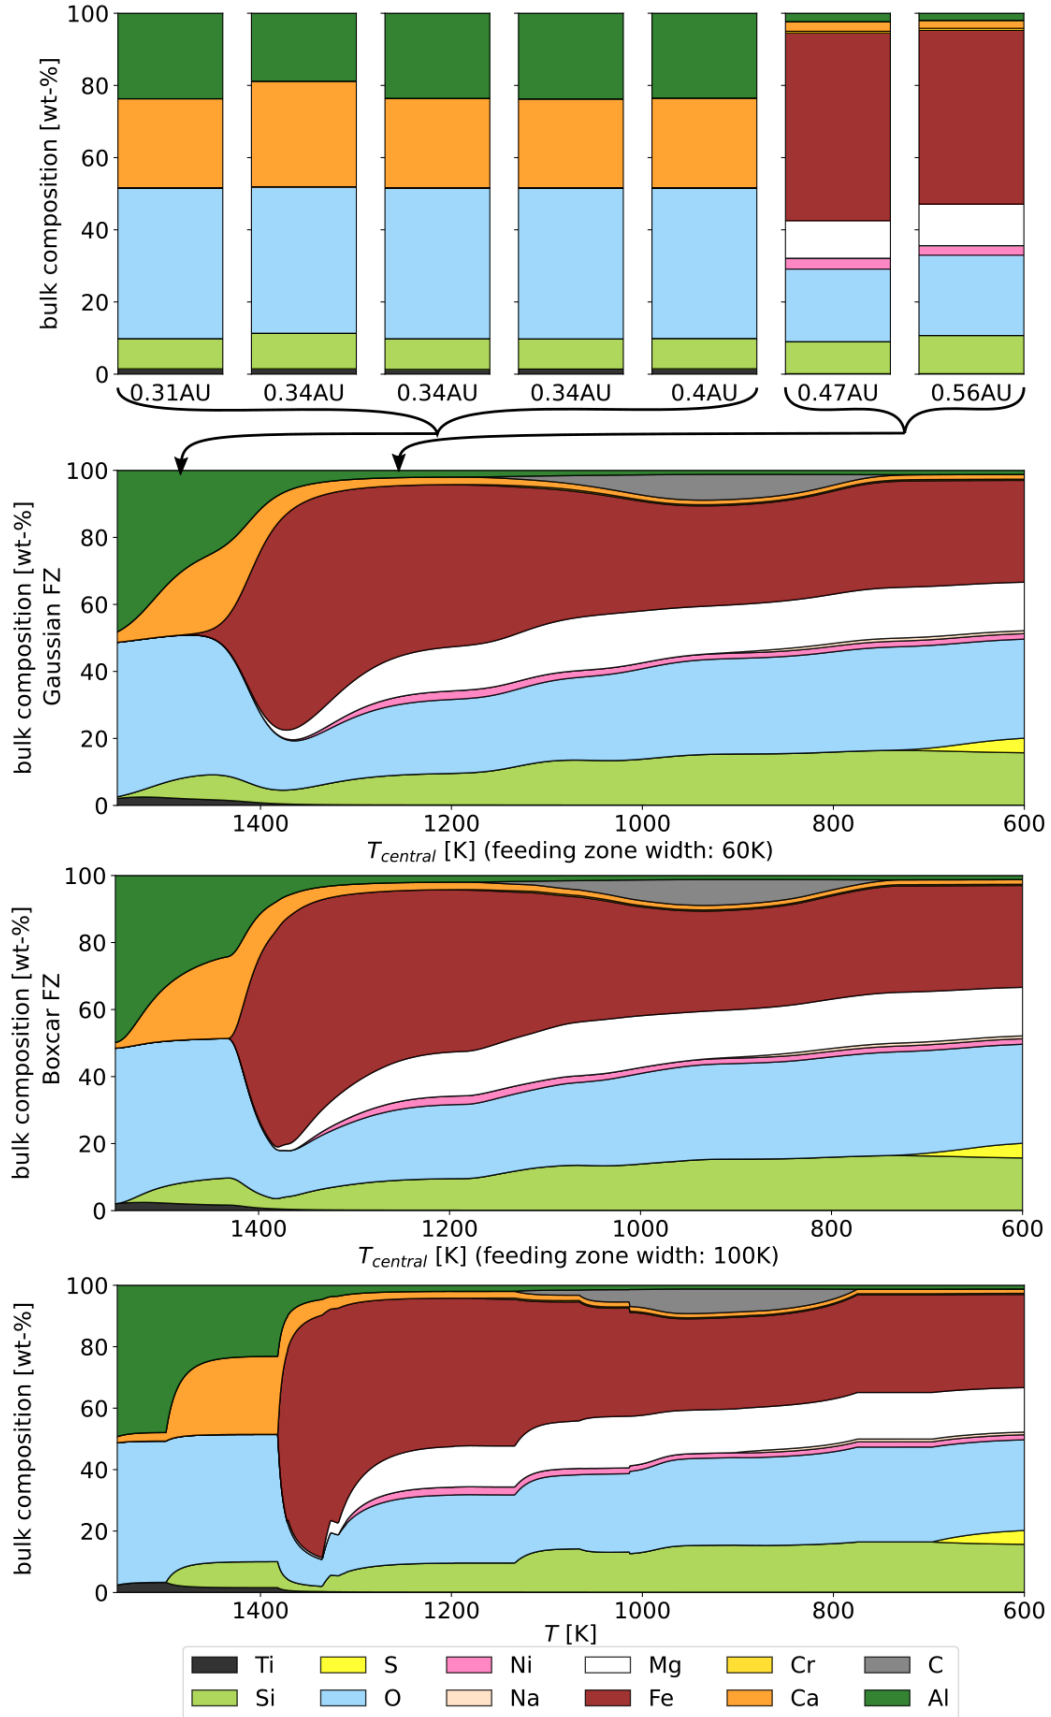 100
80
60
40
20
0
bulk composition [wt-%]
0.31AU 0.34AU 0.34AU 0.34AU 0.4AU 0.47AU 0.56AU
100
80
60
40
20
0
bulk composition [wt-%]
Gaussian FZ
1400 1200 1000 800 600
T_central [K] (feeding zone width: 60K)
100
80
60
40
20
0
bulk composition [wt-%]
Boxcar FZ
1400 1200 1000 800 600
T_central [K] (feeding zone width: 100K)
100
80
60
40
20
0
bulk composition [wt-%]
1400 1200 1000 800 600
T [K]
Ti S Ni Mg Cr C
Si O Na Fe Ca Al